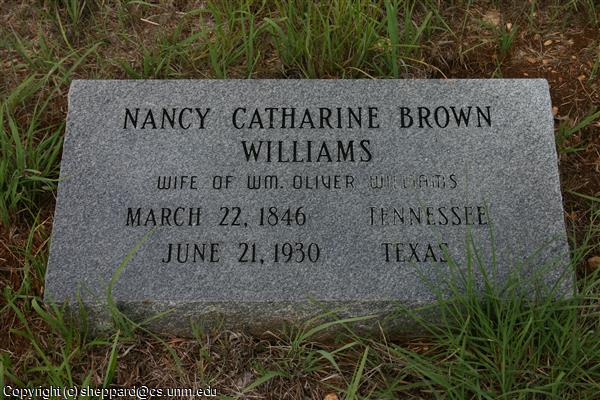 NANCY CATHARINE BROWN
WILLIAMS
WIFE OF WM. OLIVER WILLIAMS
MARCH 22, 1846 TENNESSEE
JUNE 21, 1930 TEXAS
Copyright (c) sheppard@cs.unm.edu